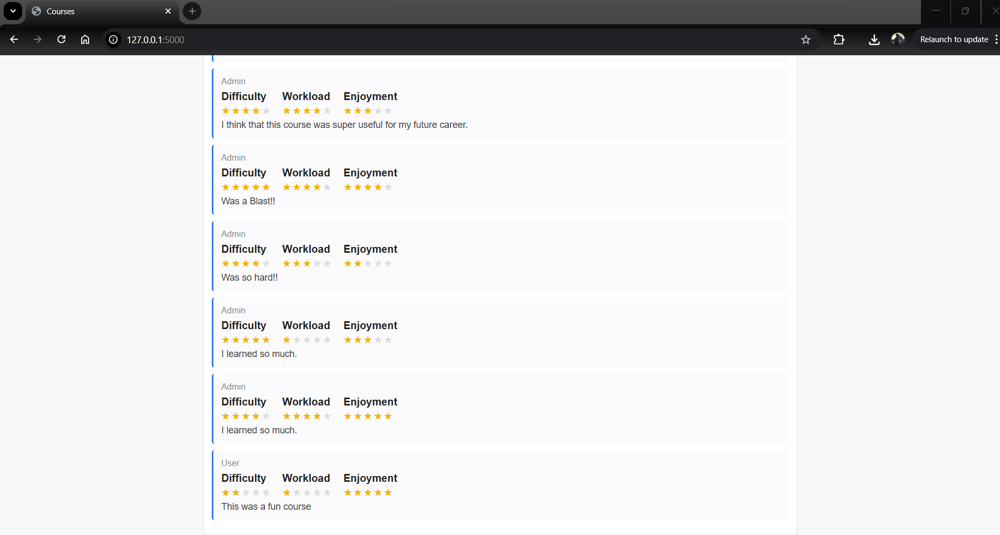 Courses
127.0.0.1:5000
Relaunch to update
Admin
Difficulty Workload Enjoyment
I think that this course was super useful for my future career.
Admin
Difficulty Workload Enjoyment
Was a Blast!!
Admin
Difficulty Workload Enjoyment
Was so hard!!
Admin
Difficulty Workload Enjoyment
I learned so much.
Admin
Difficulty Workload Enjoyment
I learned so much.
User
Difficulty Workload Enjoyment
This was a fun course